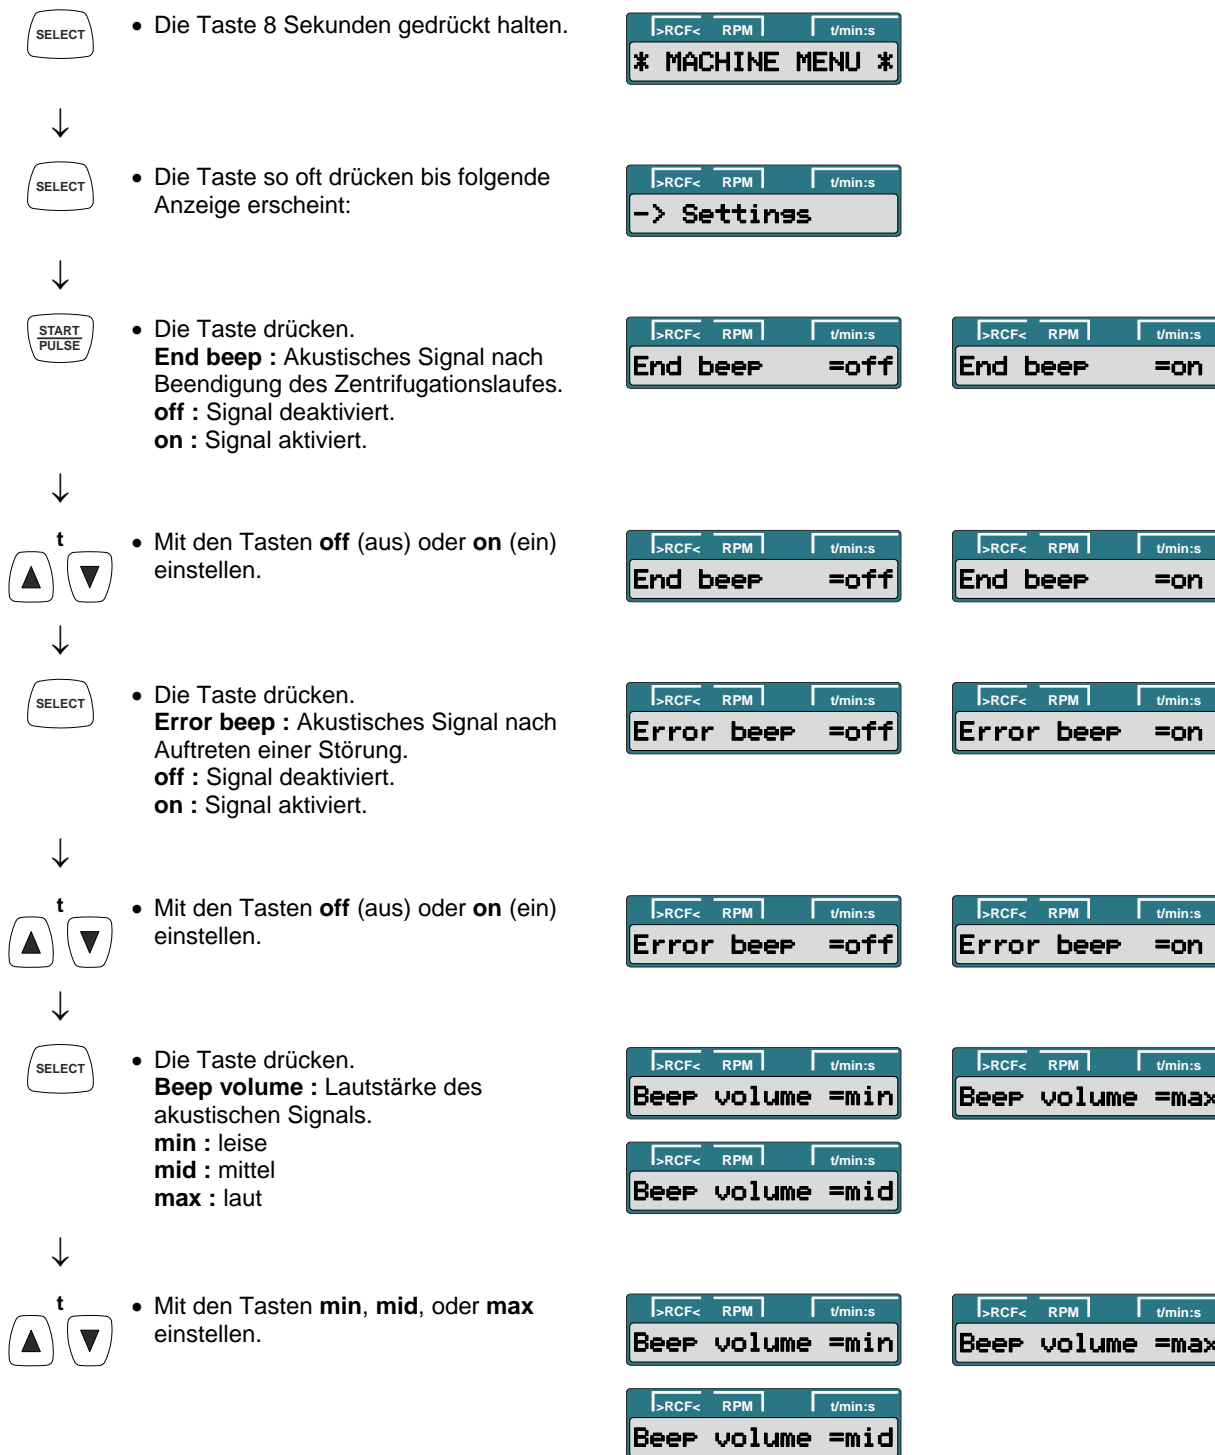 SELECT
• Die Taste 8 Sekunden gedrückt halten.
>RCF< RPM t/min:s
* MACHINE MENU *
↓
SELECT
• Die Taste so oft drücken bis folgende
Anzeige erscheint:
>RCF< RPM t/min:s
-> Settings
↓
START
PULSE
• Die Taste drücken.
End beep : Akustisches Signal nach
Beendigung des Zentrifugationslaufes.
off : Signal deaktiviert.
on : Signal aktiviert.
>RCF< RPM t/min:s
End beep =off
>RCF< RPM t/min:s
End beep =on
↓
t
▲ ▼
• Mit den Tasten off (aus) oder on (ein)
einstellen.
>RCF< RPM t/min:s
End beep =off
>RCF< RPM t/min:s
End beep =on
↓
SELECT
• Die Taste drücken.
Error beep : Akustisches Signal nach
Auftreten einer Störung.
off : Signal deaktiviert.
on : Signal aktiviert.
>RCF< RPM t/min:s
Error beep =off
>RCF< RPM t/min:s
Error beep =on
↓
t
▲ ▼
• Mit den Tasten off (aus) oder on (ein)
einstellen.
>RCF< RPM t/min:s
Error beep =off
>RCF< RPM t/min:s
Error beep =on
↓
SELECT
• Die Taste drücken.
Beep volume : Lautstärke des
akustischen Signals.
min : leise
mid : mittel
max : laut
>RCF< RPM t/min:s
Beep volume =min
>RCF< RPM t/min:s
Beep volume =max
>RCF< RPM t/min:s
Beep volume =mid
↓
t
▲ ▼
• Mit den Tasten min, mid, oder max
einstellen.
>RCF< RPM t/min:s
Beep volume =min
>RCF< RPM t/min:s
Beep volume =max
>RCF< RPM t/min:s
Beep volume =mid